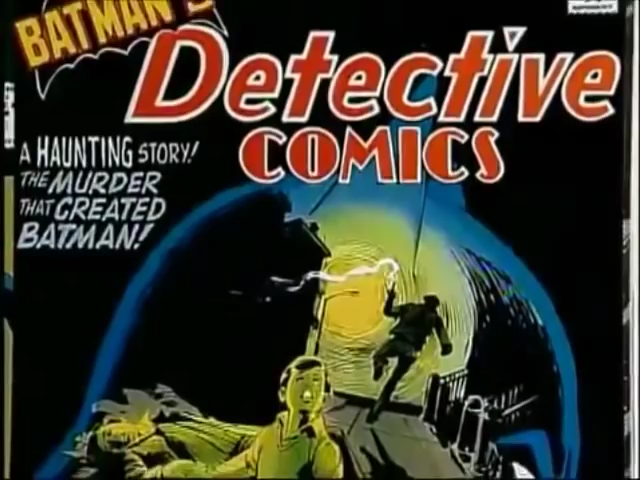 BATMAN'S
Detective
COMICS
A HAUNTING STORY!
THE MURDER
THAT CREATED
BATMAN!